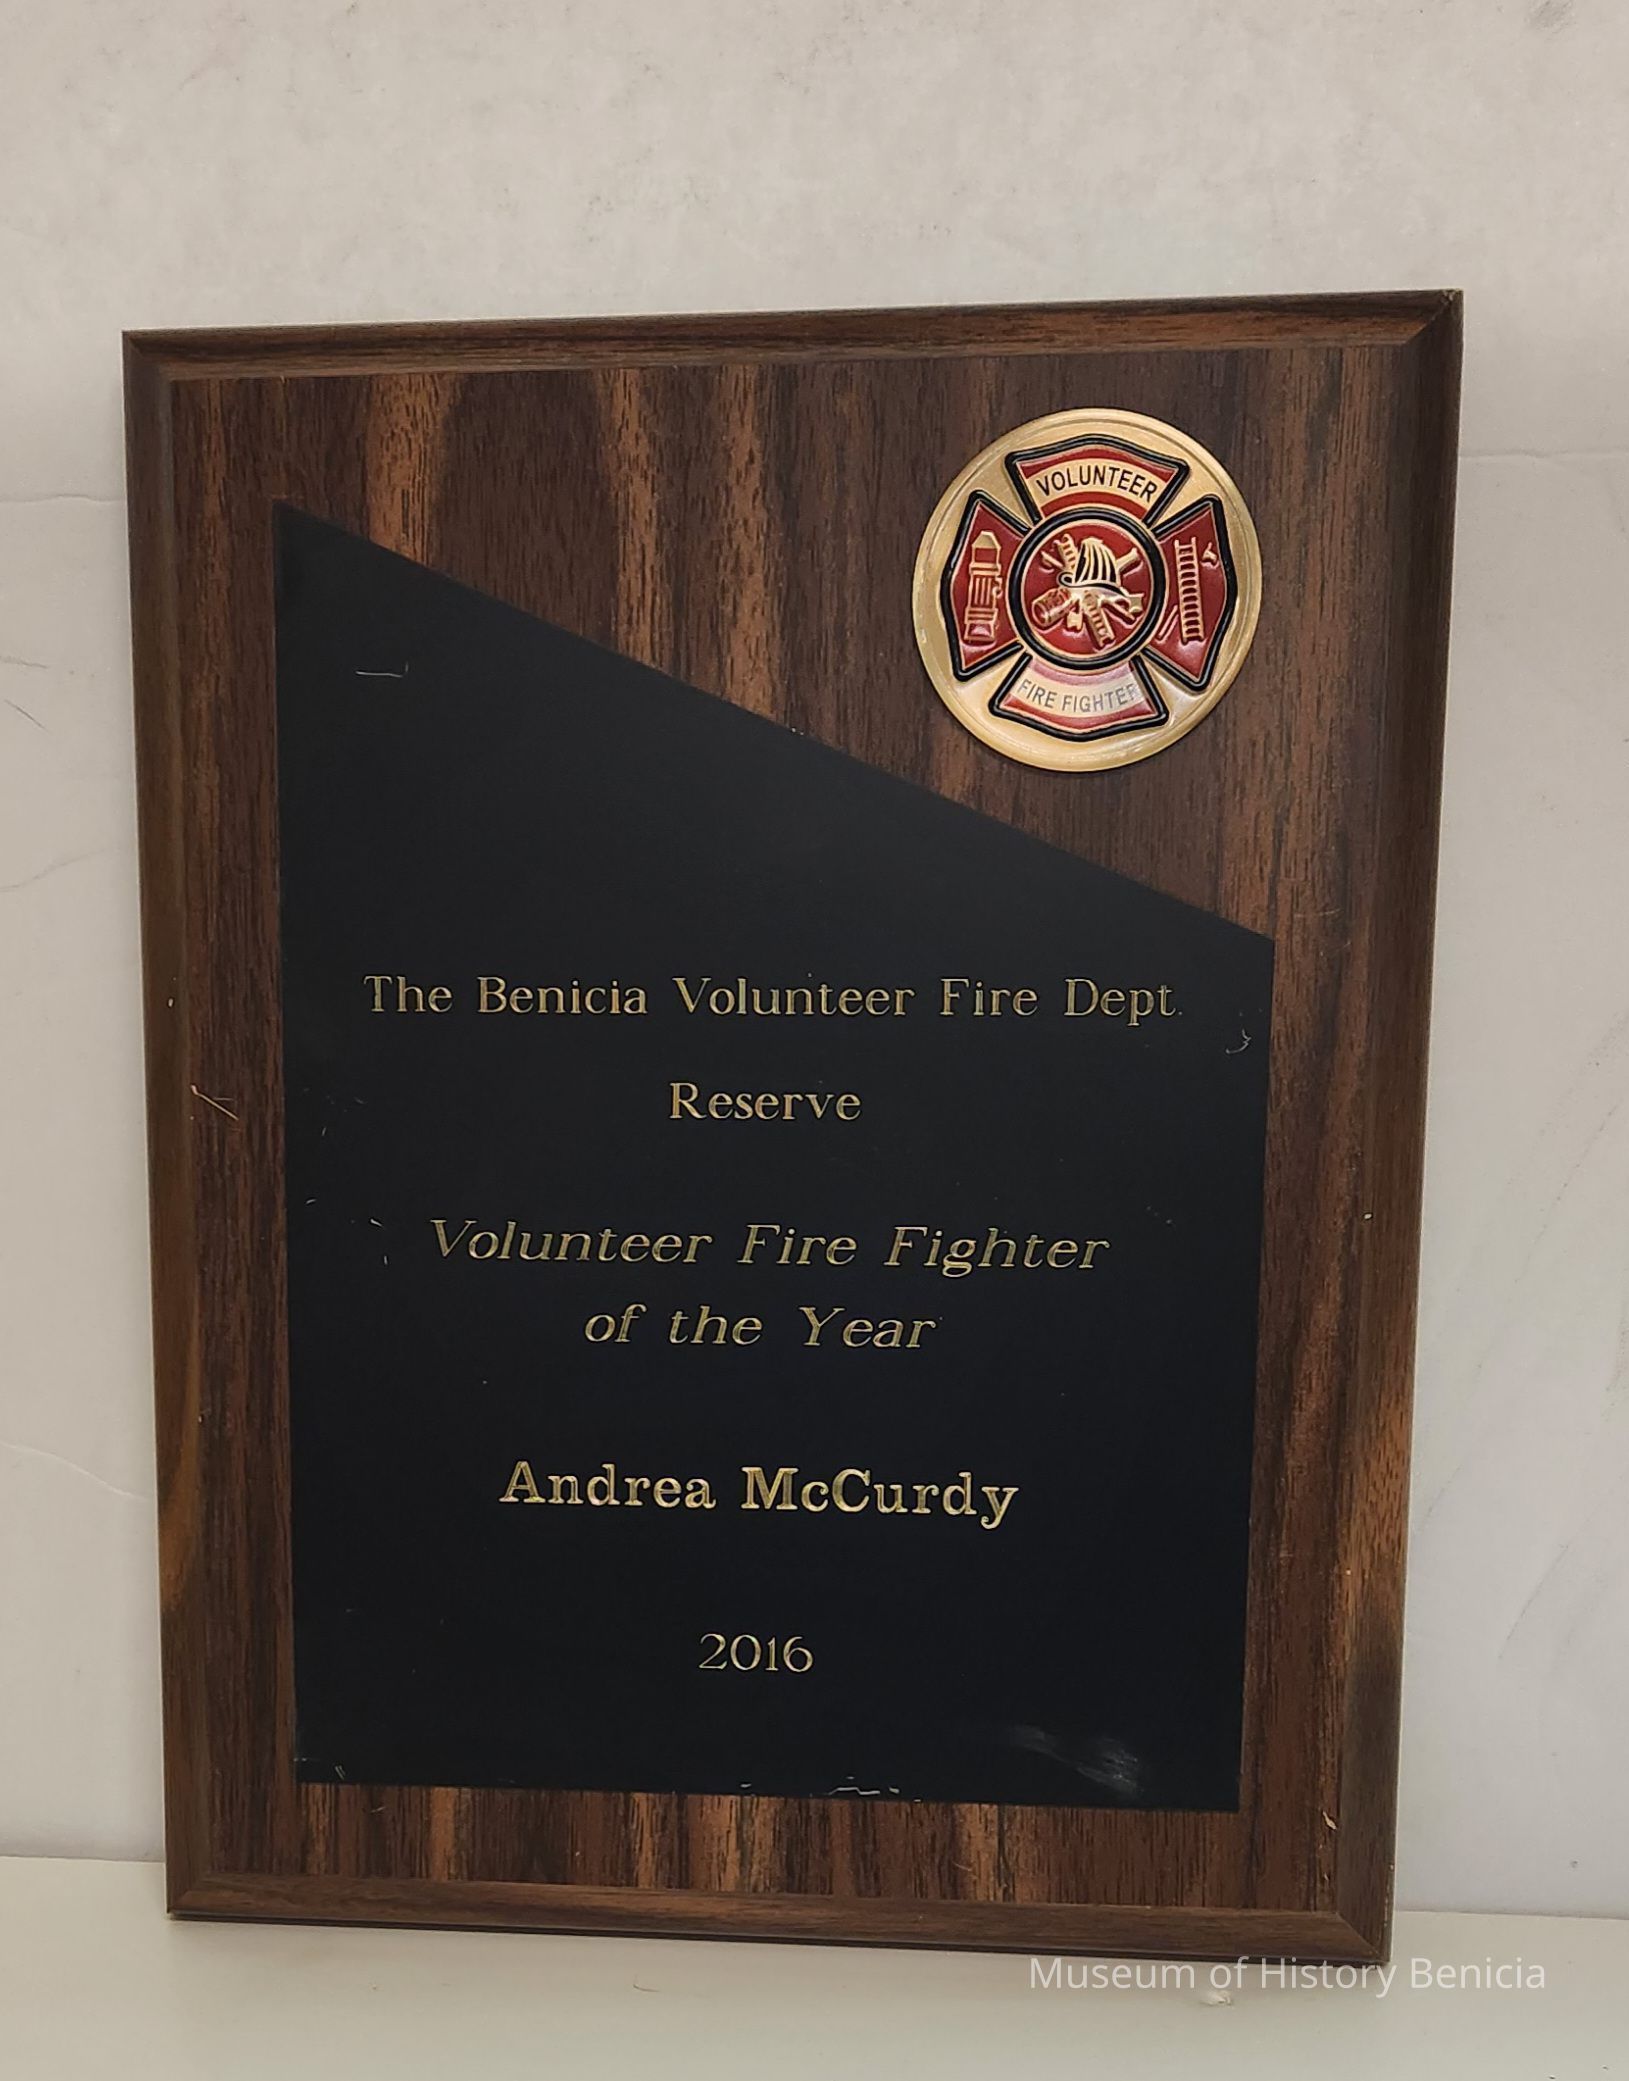 VOLUNTEER
FIRE FIGHTER
The Benicia Volunteer Fire Dept.
Reserve
Volunteer Fire Fighter
of the Year
Andrea McCurdy
2016
Museum of History Benicia